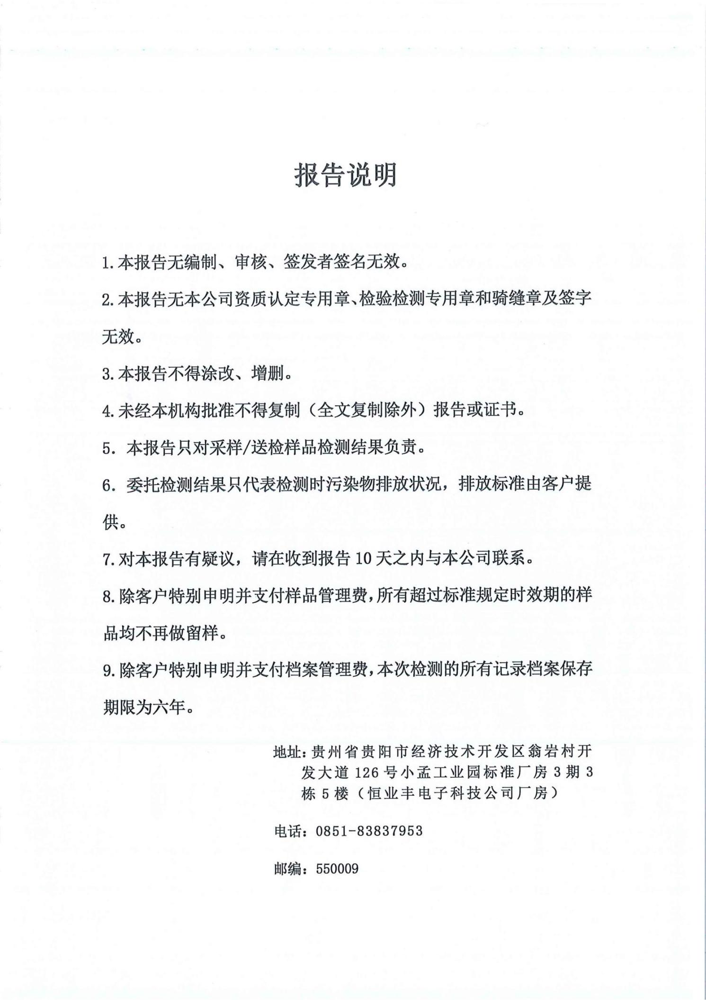 报告说明
1.本报告无编制、审核、签发者签名无效。
2.本报告无本公司资质认定专用章、检验检测专用章和骑缝章及签字
无效。
3.本报告不得涂改、增删。
4.未经本机构批准不得复制（全文复制除外）报告或证书。
5. 本报告只对采样/送检样品检测结果负责。
6. 委托检测结果只代表检测时污染物排放状况，排放标准由客户提
供。
7.对本报告有疑议，请在收到报告 10 天之内与本公司联系。
8.除客户特别申明并支付样品管理费，所有超过标准规定时效期的样
品均不再做留样。
9.除客户特别申明并支付档案管理费，本次检测的所有记录档案保存
期限为六年。
地址：贵州省贵阳市经济技术开发区翁岩村开
发大道 126 号小孟工业园标准厂房 3 期 3
栋 5 楼（恒业丰电子科技公司厂房）
电话：0851-83837953
邮编：550009